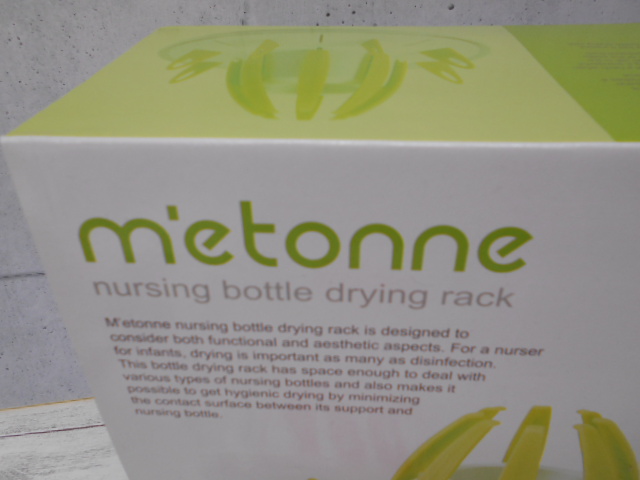 m'etonne
nursing bottle drying rack
M'etonne nursing bottle drying rack is designed to
consider both functional and aesthetic aspects. For a nurser
for infants, drying is important as many as disinfection.
This bottle drying rack has space enough to deal with
various types of nursing bottles and also makes it
possible to get hygienic drying by minimizing
the contact surface between its support and
nursing bottle.